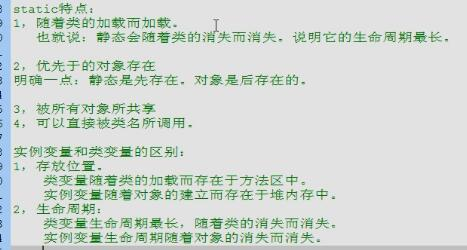 static特点：
1，随着类的加载而加载。
也就说：静态会随着类的消失而消失。说明它的生命周期最长。
2，优先于的对象存在
明确一点：静态是先存在。对象是后存在的。
3，被所有对象所共享
4，可以直接被类名所调用。
实例变量和类变量的区别：
1，存放位置。
类变量随着类的加载而存在于方法区中。
实例变量随着对象的建立而存在于堆内存中。
2，生命周期：
类变量生命周期最长，随着类的消失而消失。
实例变量生命周期随着对象的消失而消失。